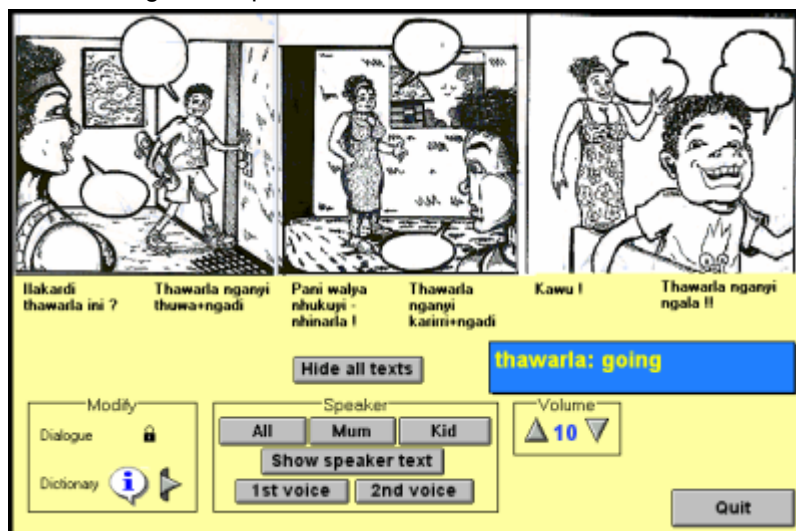 Ilakardi
thawarla ini ?
Thawarla nganyi
thuwa+ngadi
Pani walya
nhukuyi -
nhinarla !
Thawarla
nganyi
karirri+ngadi
Kawu !
Thawarla nganyi
ngala !!
Hide all texts
thawarla: going
Modify
Dialogue
Dictionary
Speaker
All
Mum
Kid
Show speaker text
1st voice
2nd voice
Volume
10
Quit